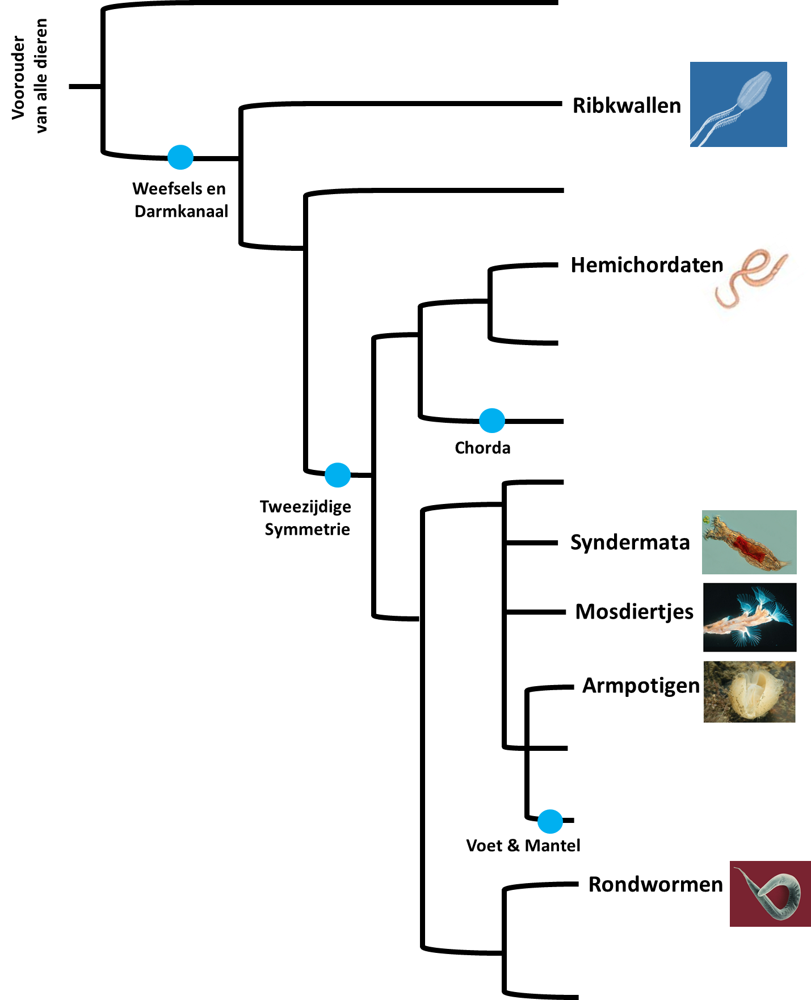 Voorouder
van alle dieren
Ribkwallen
Weefsels en
Darmkanaal
Hemichordaten
Chorda
Tweezijdige
Symmetrie
Syndermata
Mosdiertjes
Armpotigen
Voet & Mantel
Rondwormen